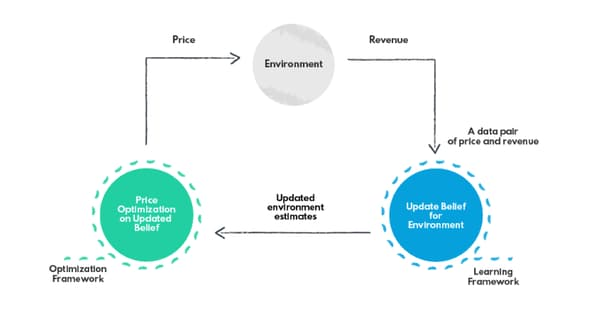 Price
Revenue
Environment
A data pair
of price and revenue
Price
Optimization
on Updated
Belief
Updated
environment
estimates
Update Belief
for
Environment
Optimization
Framework
Learning
Framework